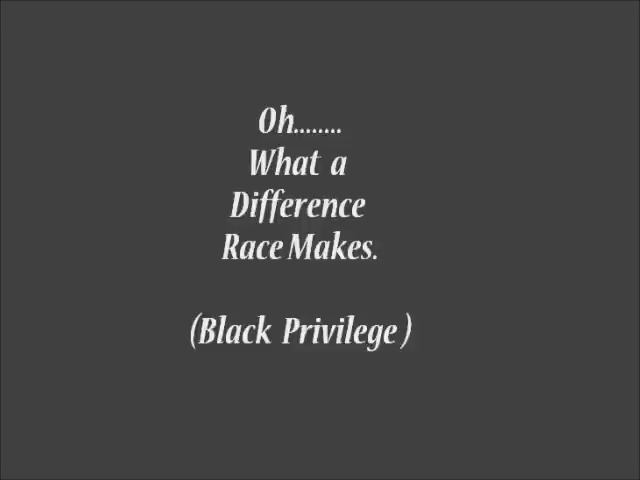 Oh........
What a
Difference
Race Makes.
(Black Privilege)